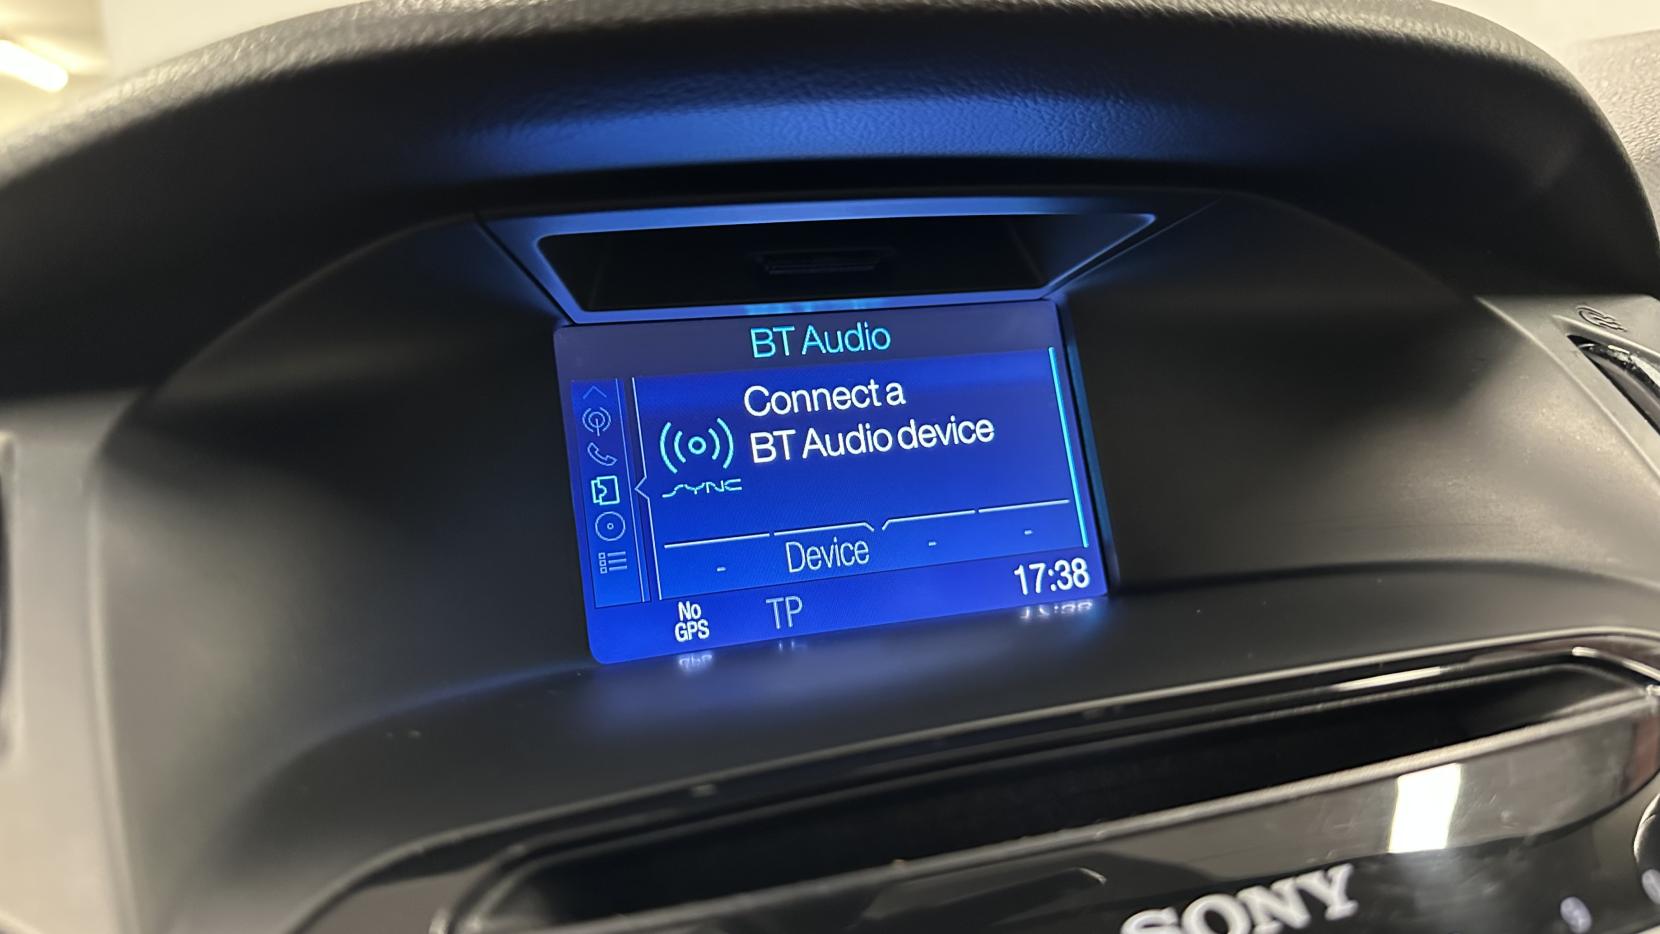 BT Audio
Connect a
BT Audio device
SYNC
- Device - -
17:38
No
GPS
TP
SONY